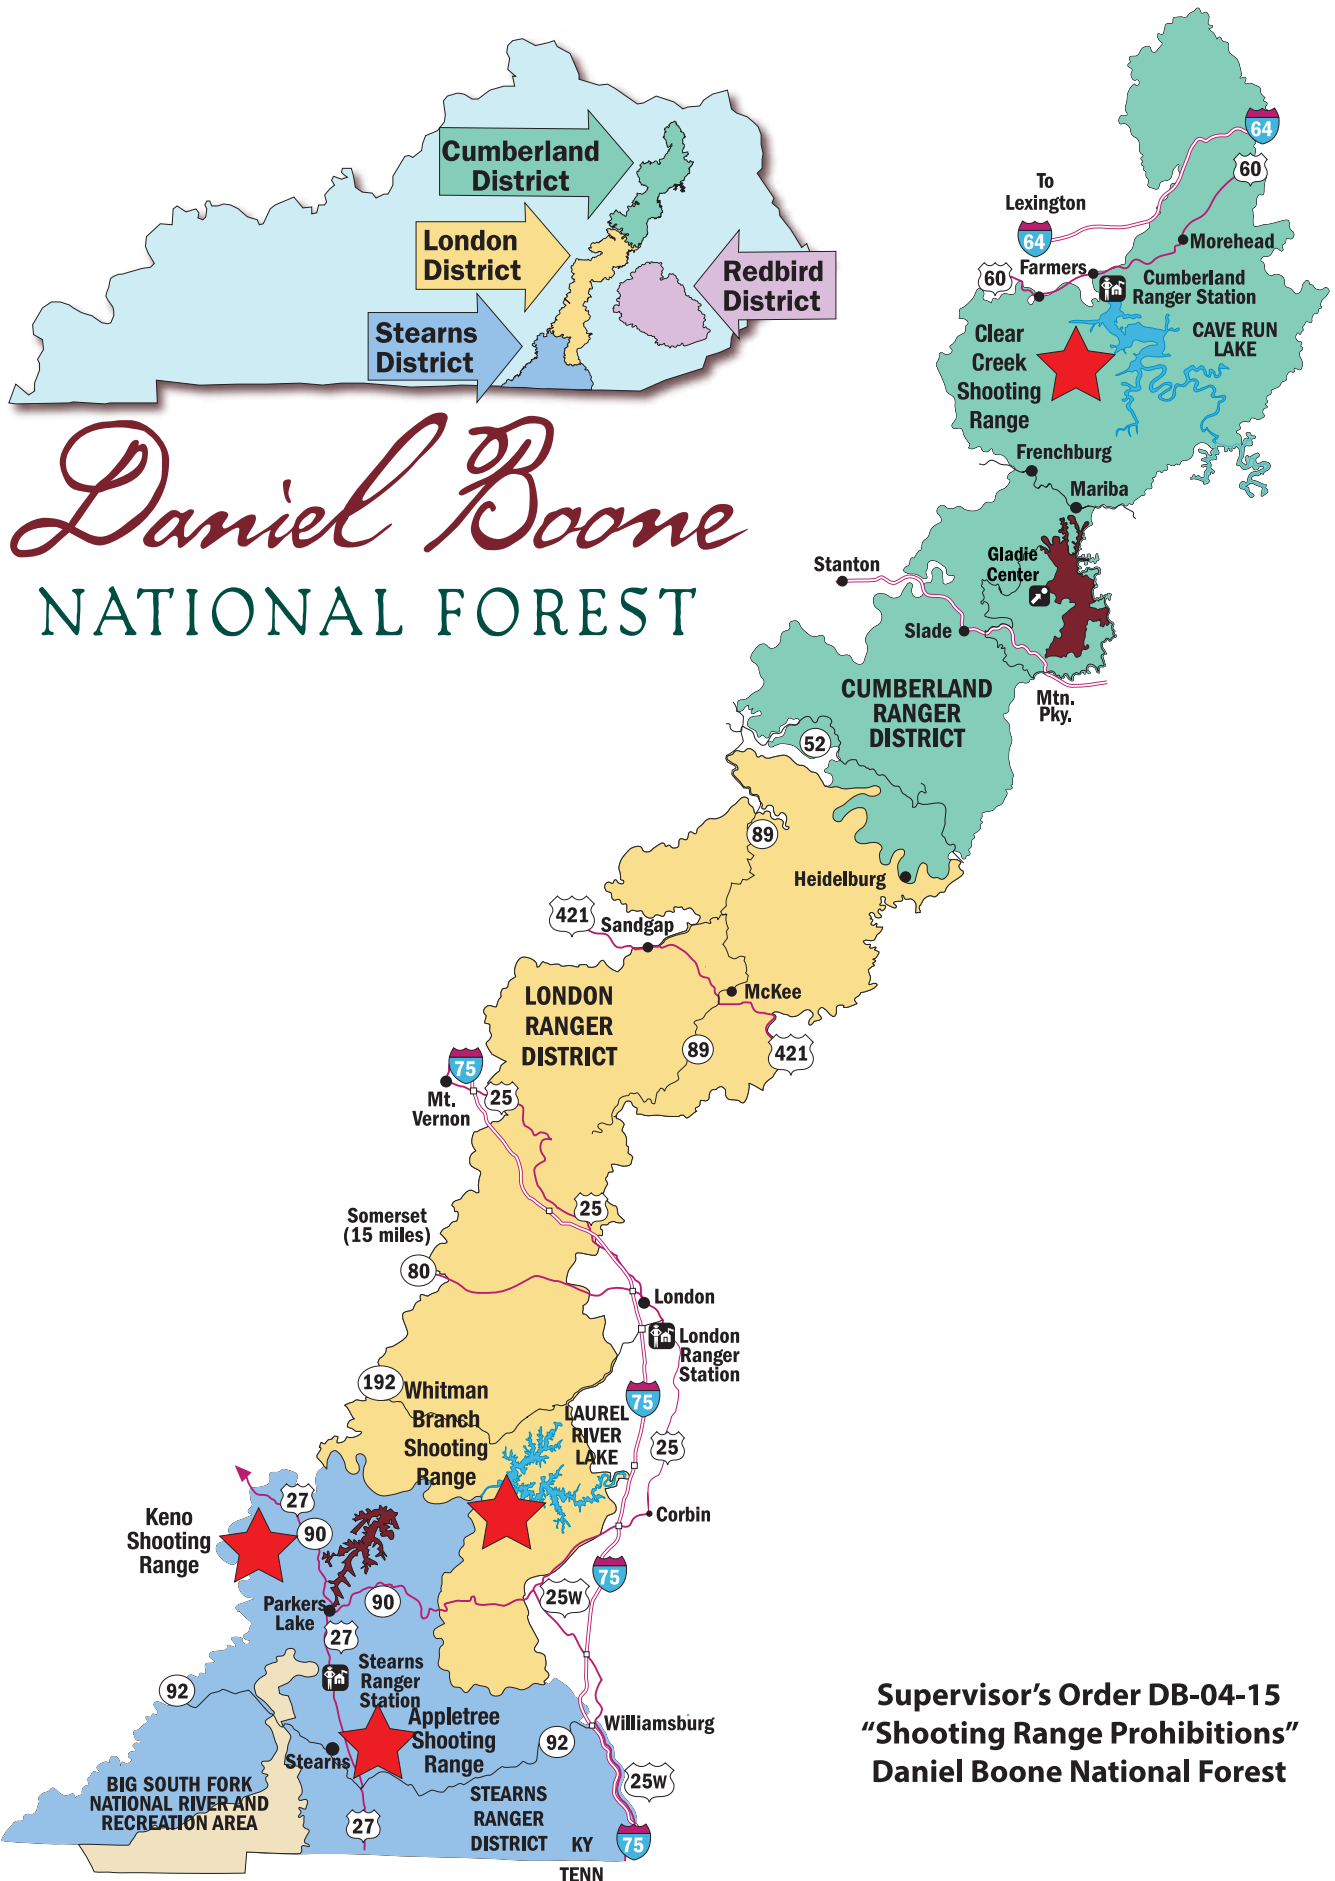 Cumberland
District
London
District
Redbird
District
Stearns
District
Daniel Boone
NATIONAL FOREST
64
60
To
Lexington
64
Morehead
60
Farmers
Cumberland
Ranger Station
Clear
Creek
Shooting
Range
CAVE RUN
LAKE
Frenchburg
Mariba
Gladie
Center
Stanton
Slade
Mtn.
Pky.
CUMBERLAND
RANGER
DISTRICT
52
89
Heidelburg
421
Sandgap
McKee
LONDON
RANGER
DISTRICT
89
421
75
Mt.
Vernon
25
25
Somerset
(15 miles)
80
London
London
Ranger
Station
192
Whitman
Branch
Shooting
Range
75
LAUREL
RIVER
LAKE
25
27
Keno
Shooting
Range
90
Corbin
75
Parkers
Lake
90
25W
27
Stearns
Ranger
Station
92
Appletree
Shooting
Range
Williamsburg
92
Stearns
25W
BIG SOUTH FORK
NATIONAL RIVER AND
RECREATION AREA
STEARNS
RANGER
DISTRICT
27
KY
75
TENN
Supervisor’s Order DB-04-15
“Shooting Range Prohibitions”
Daniel Boone National Forest